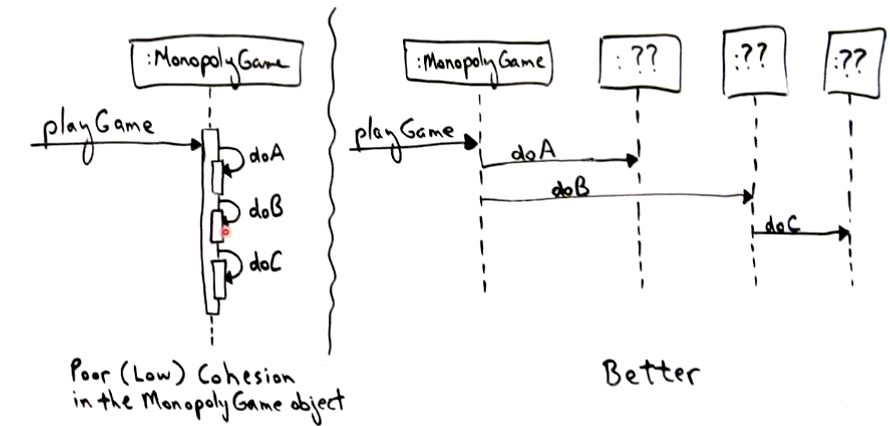 :MonopolyGame
playGame
doA
doB
doC
Poor (Low) Cohesion
in the MonopolyGame object
:MonopolyGame
: ??
:??
:??
playGame
doA
doB
doC
Better